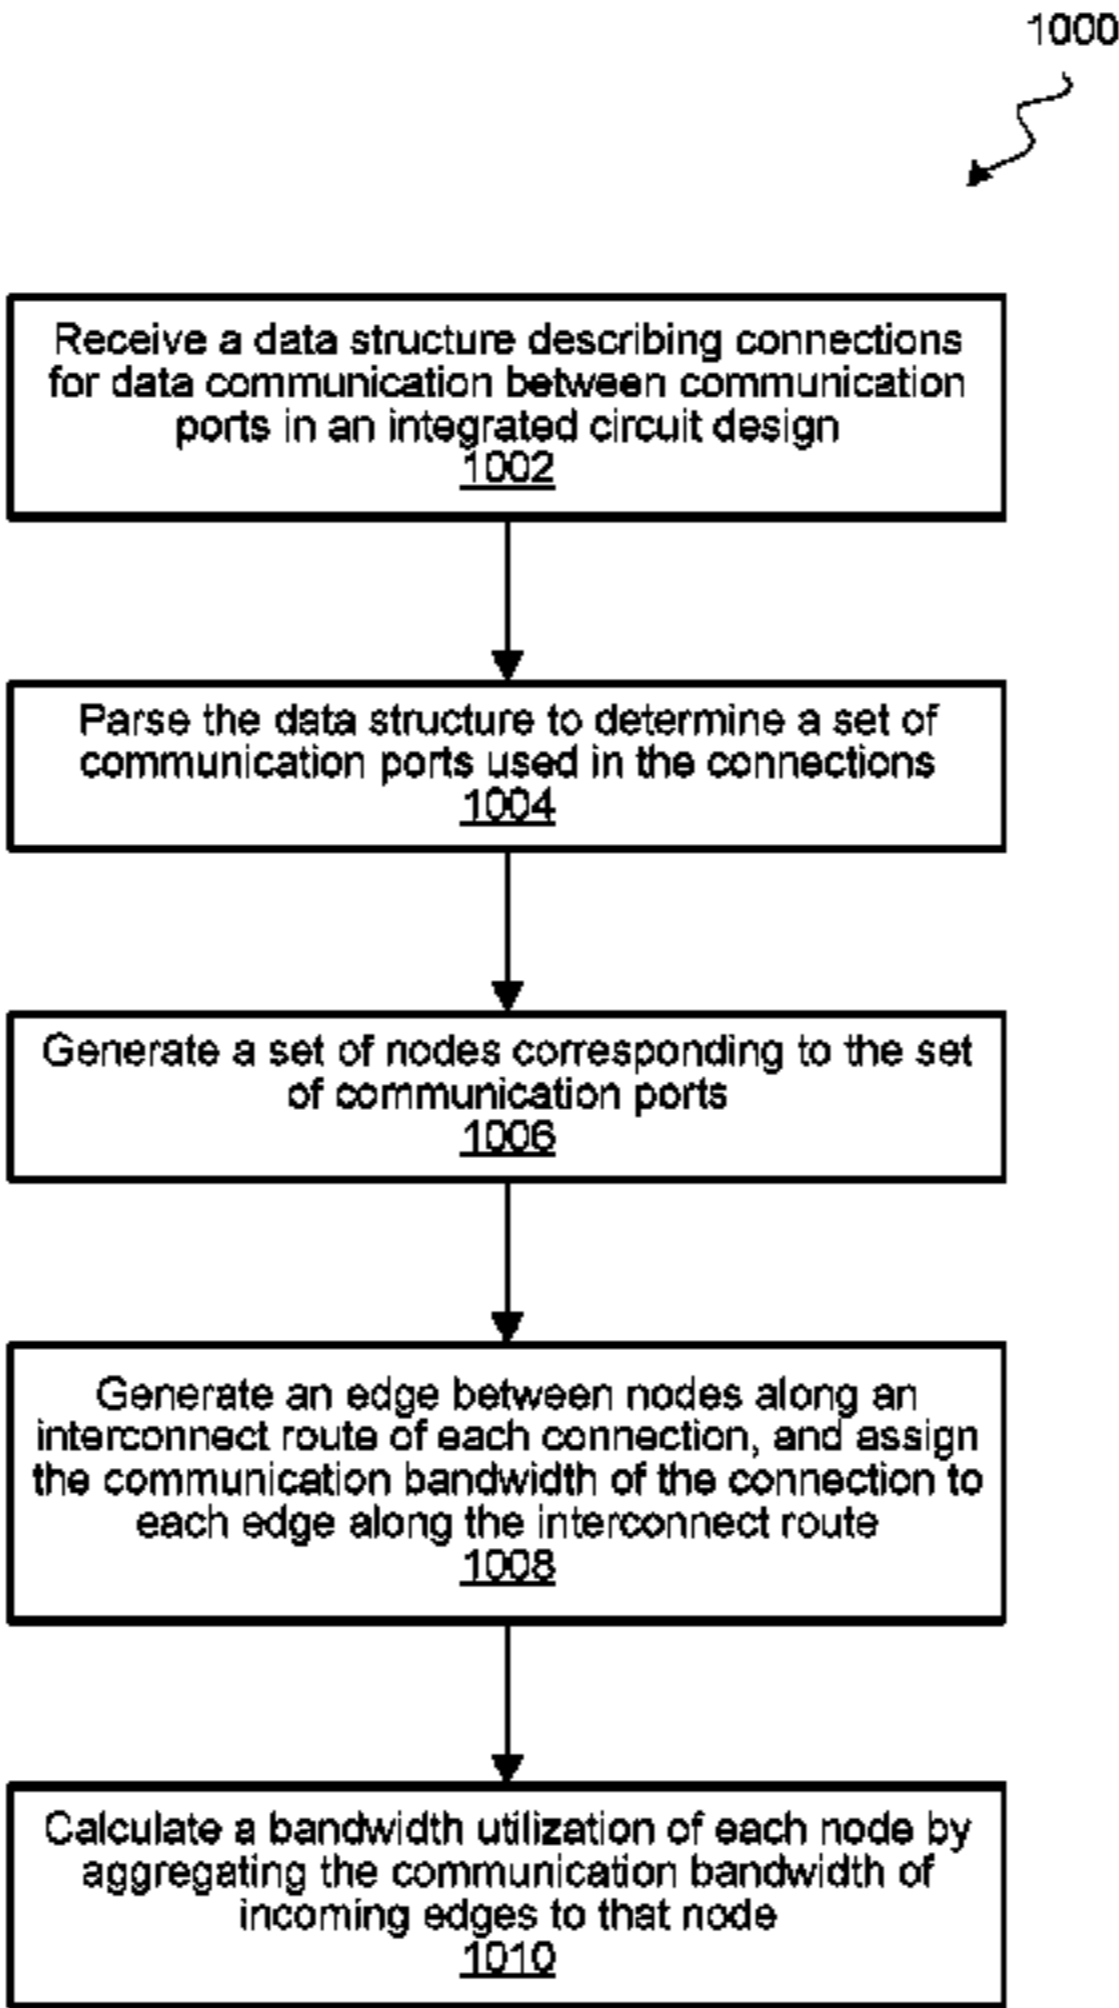 1000
Receive a data structure describing connections
for data communication between communication
ports in an integrated circuit design
1002
Parse the data structure to determine a set of
communication ports used in the connections
1004
Generate a set of nodes corresponding to the set
of communication ports
1006
Generate an edge between nodes along an
interconnect route of each connection, and assign
the communication bandwidth of the connection to
each edge along the interconnect route
1008
Calculate a bandwidth utilization of each node by
aggregating the communication bandwidth of
incoming edges to that node
1010